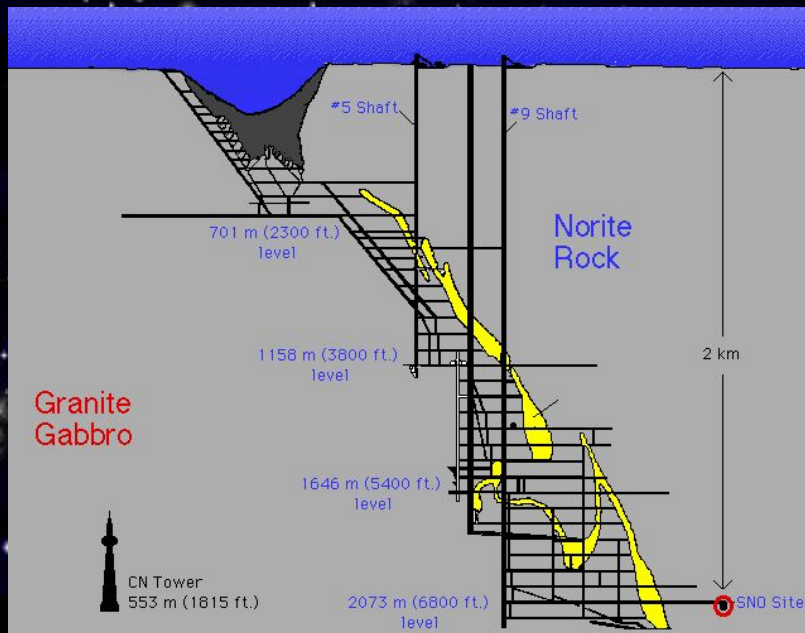 #5 Shaft
#9 Shaft
701 m (2300 ft.)
level
Norite
Rock
1158 m (3800 ft.)
level
2 km
Granite
Gabbro
1646 m (5400 ft.)
level
CN Tower
553 m (1815 ft.)
2073 m (6800 ft.)
level
SNO Site